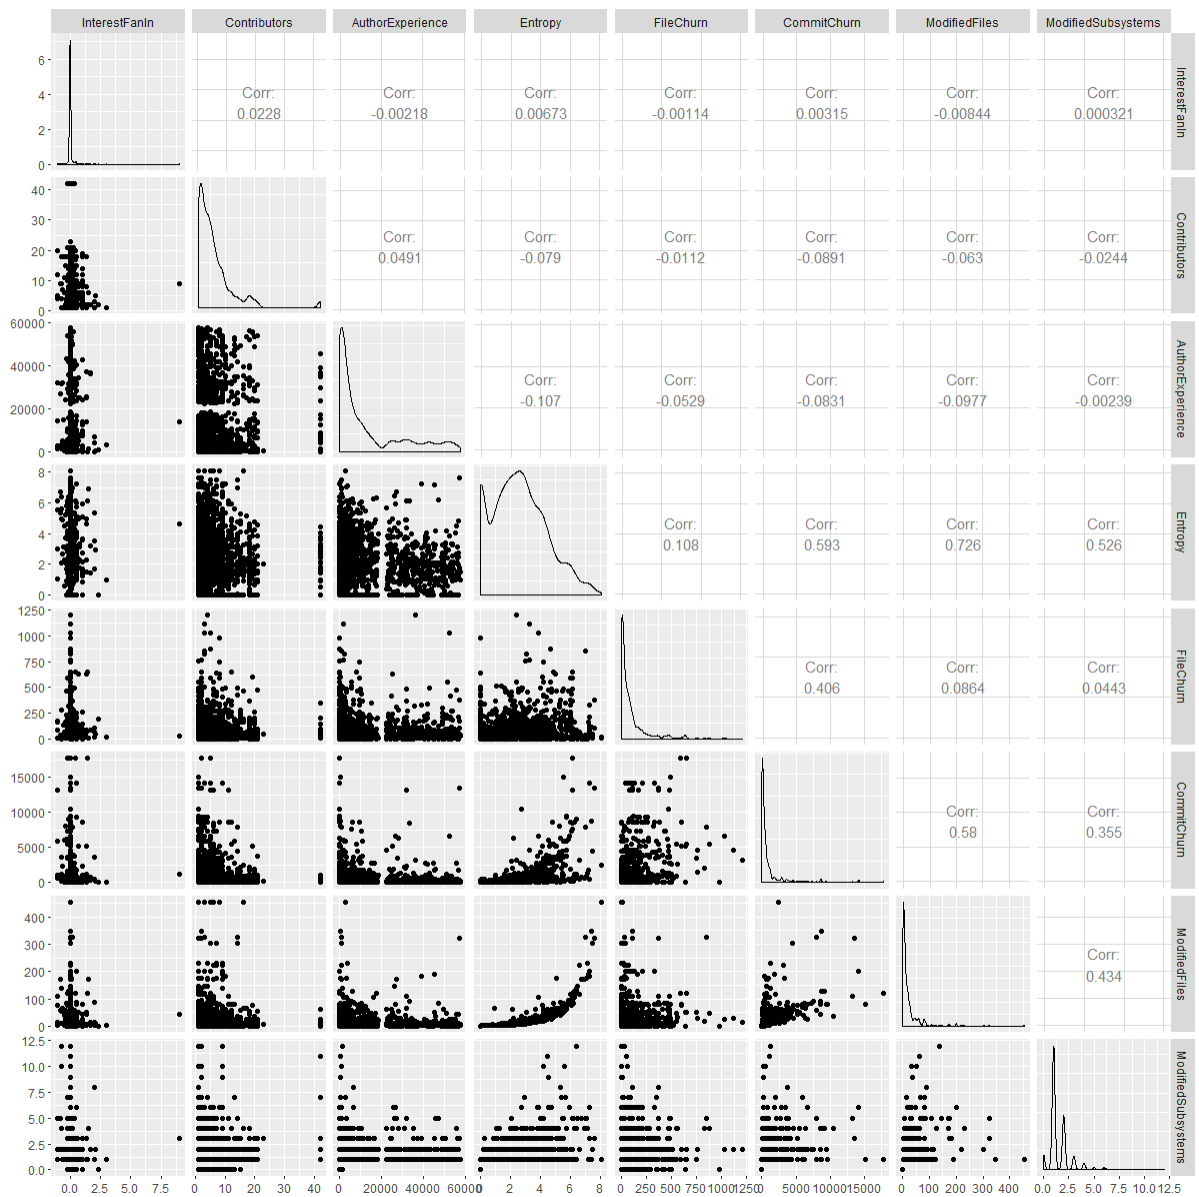 InterestFanIn Contributors AuthorExperience Entropy FileChurn CommitChurn ModifiedFiles ModifiedSubsystems
6
4
2
0
Corr: Corr: Corr: Corr: Corr: Corr: Corr:
0.0228 -0.00218 0.00673 -0.00114 0.00315 -0.00844 0.000321
InterestFanIn
40
30
20
10
0
Corr: Corr: Corr: Corr: Corr: Corr:
0.0491 -0.079 -0.0112 -0.0891 -0.063 -0.0244
Contributors
60000
40000
20000
0
Corr: Corr: Corr: Corr: Corr:
-0.107 -0.0529 -0.0831 -0.0977 -0.00239
AuthorExperience
8
6
4
2
0
Corr: Corr: Corr: Corr:
0.108 0.593 0.726 0.526
Entropy
1250
1000
750
500
250
0
Corr: Corr: Corr:
0.406 0.0864 0.0443
FileChurn
15000
10000
5000
0
Corr: Corr:
0.58 0.355
CommitChurn
400
300
200
100
0
Corr:
0.434
ModifiedFiles
12.5
10.0
7.5
5.0
2.5
0.0
ModifiedSubsystems
0.0 2.5 5.0 7.5 0 10 20 30 40 0 20000 40000 60000 0 2 4 6 8 0 250 500 750 1000 1250 0 5000 10000 15000 0 100 200 300 400 0.0 2.5 5.0 7.5 10.0 12.5